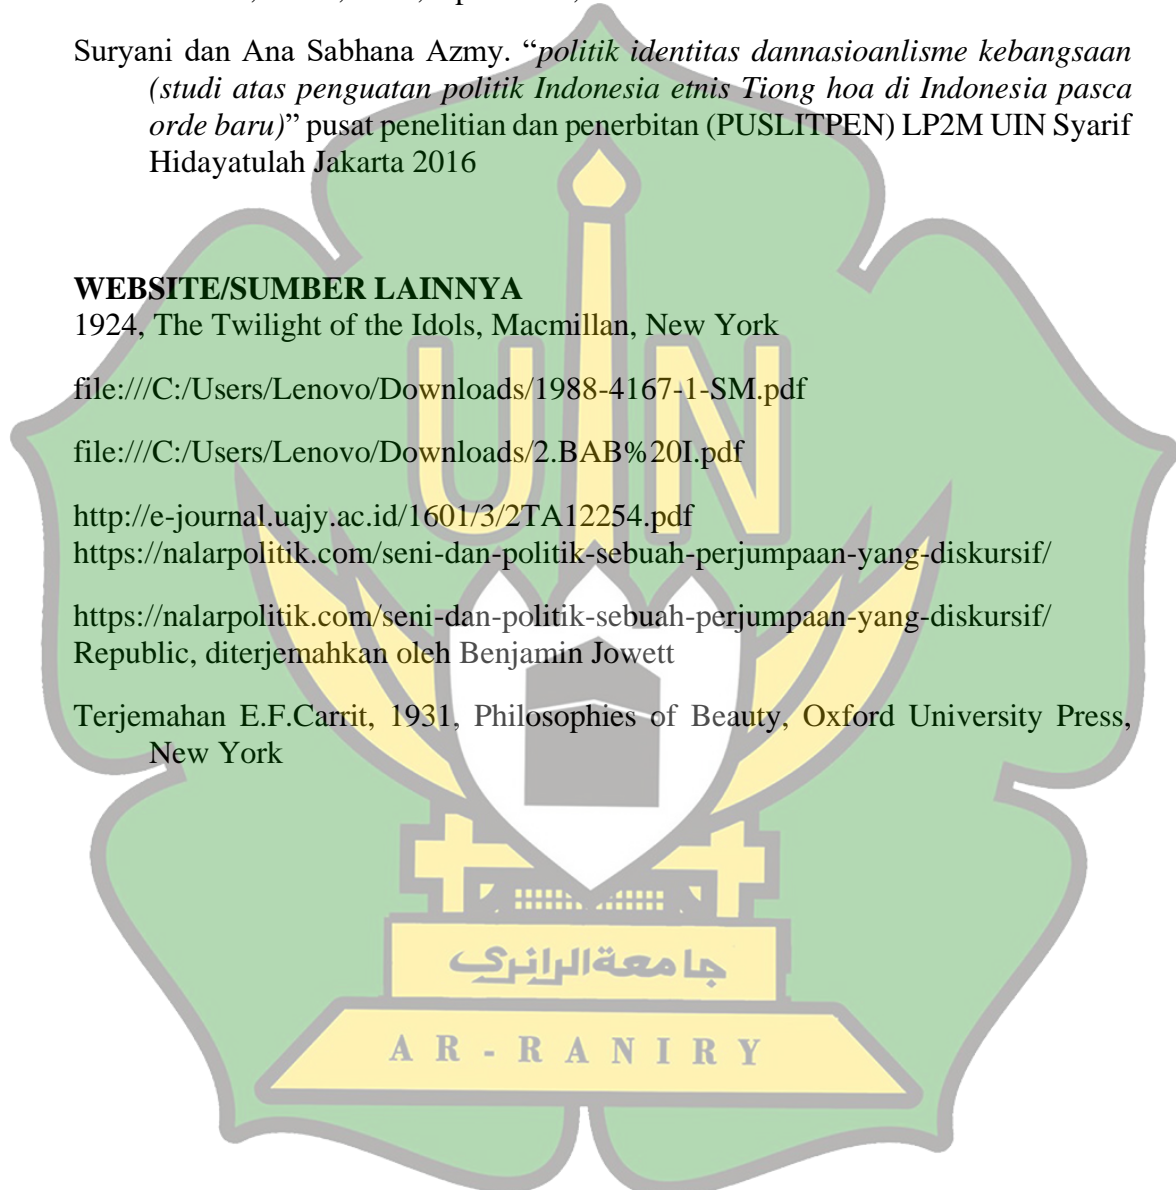 Suryani dan Ana Sabhana Azmy. “politik identitas dannasioanlisme kebangsaan
(studi atas penguatan politik Indonesia etnis Tiong hoa di Indonesia pasca
orde baru)” pusat penelitian dan penerbitan (PUSLITPEN) LP2M UIN Syarif
Hidayatulah Jakarta 2016
WEBSITE/SUMBER LAINNYA
1924, The Twilight of the Idols, Macmillan, New York
file:///C:/Users/Lenovo/Downloads/1988-4167-1-SM.pdf
file:///C:/Users/Lenovo/Downloads/2.BAB%20I.pdf
http://e-journal.uajy.ac.id/1601/3/2TA12254.pdf
https://nalarpolitik.com/seni-dan-politik-sebuah-perjumpaan-yang-diskursif/
https://nalarpolitik.com/seni-dan-politik-sebuah-perjumpaan-yang-diskursif/
Republic, diterjemahkan oleh Benjamin Jowett
Terjemahan E.F.Carrit, 1931, Philosophies of Beauty, Oxford University Press,
New York
UIN
جامعةالرانري
AR-RANIRY